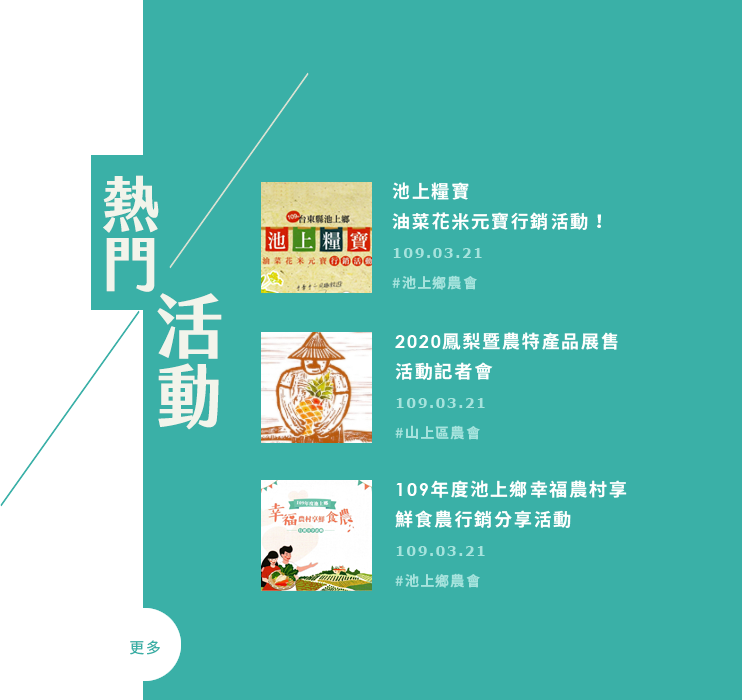 熱門
活動
109年
台東縣池上鄉
池上糧寶
油菜花米元寶行銷活動
池上糧寶
油菜花米元寶行銷活動！
109.03.21
#池上鄉農會
2020鳳梨暨農特產品展售
活動記者會
109.03.21
#山上區農會
109年度池上鄉
幸福農村享鮮食農
109年度池上鄉幸福農村享
鮮食農行銷分享活動
109.03.21
#池上鄉農會
更多